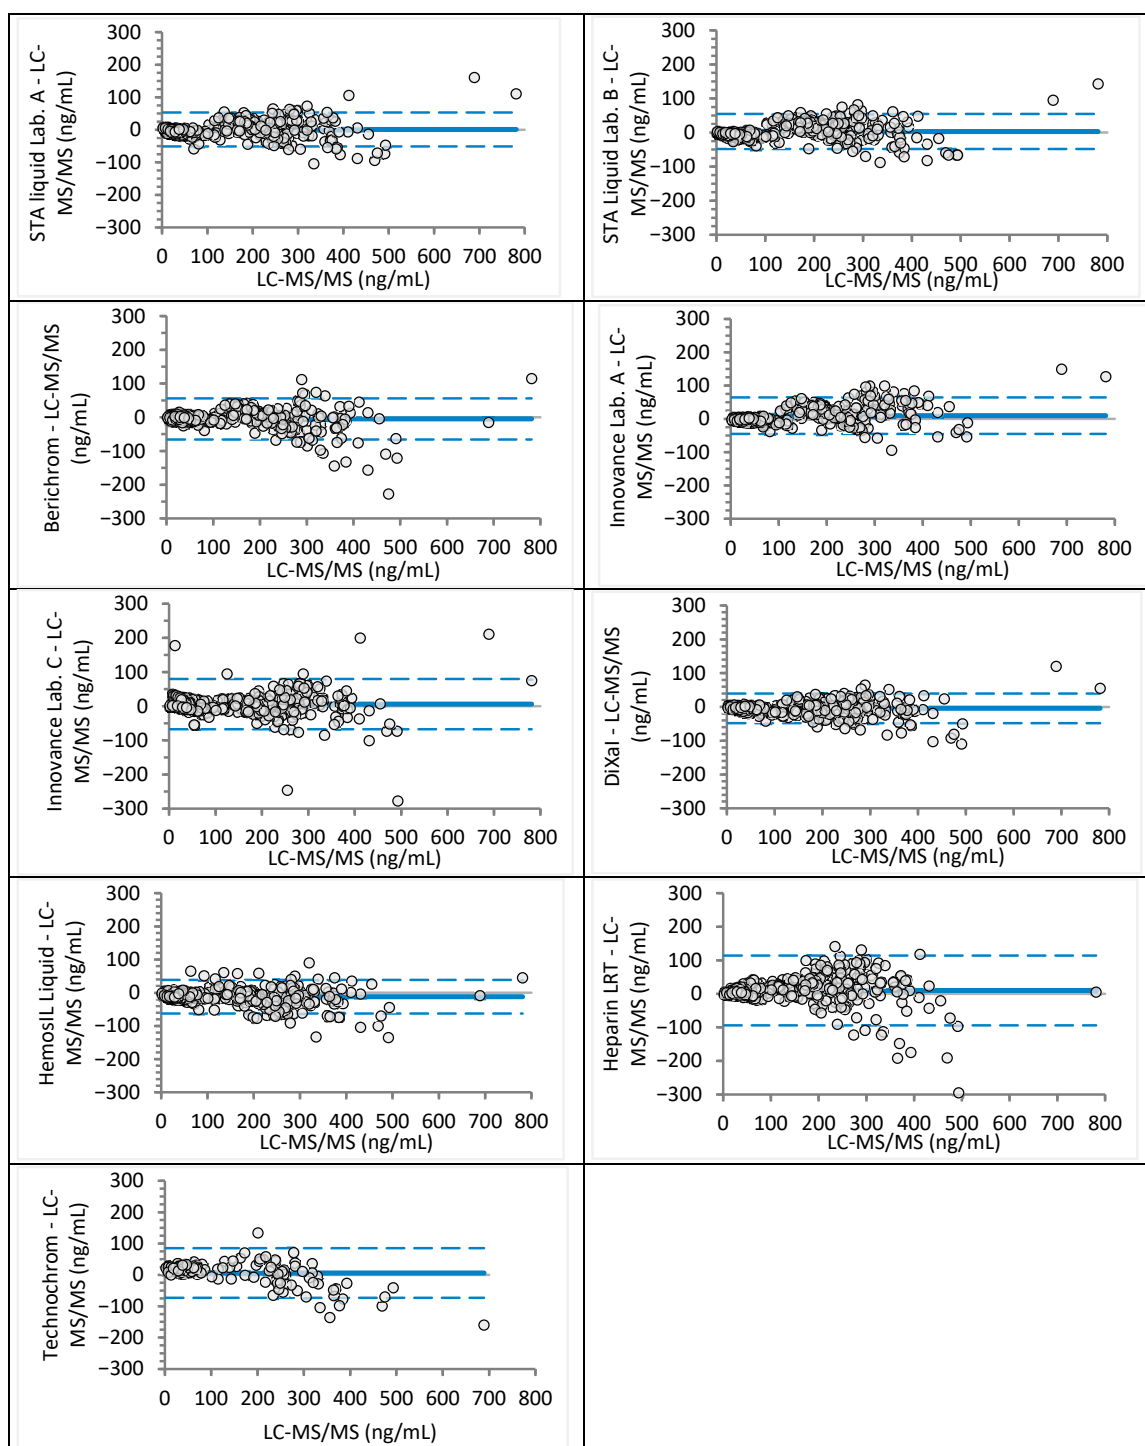 STA liquid Lab. A - LC-
MS/MS (ng/mL)
300
200
100
0
−100
−200
−300
0 100 200 300 400 500 600 700 800
LC-MS/MS (ng/mL)
STA Liquid Lab. B - LC-
MS/MS (ng/mL)
300
200
100
0
−100
−200
−300
0 100 200 300 400 500 600 700 800
LC-MS/MS (ng/mL)
Berichrom - LC-MS/MS
(ng/mL)
300
200
100
0
−100
−200
−300
0 100 200 300 400 500 600 700 800
LC-MS/MS (ng/mL)
Innovance Lab. A - LC-
MS/MS (ng/mL)
300
200
100
0
−100
−200
−300
0 100 200 300 400 500 600 700 800
LC-MS/MS (ng/mL)
Innovance Lab. C - LC-
MS/MS (ng/mL)
300
200
100
0
−100
−200
−300
0 100 200 300 400 500 600 700 800
LC-MS/MS (ng/mL)
DiXaI - LC-MS/MS
(ng/mL)
300
200
100
0
−100
−200
−300
0 100 200 300 400 500 600 700 800
LC-MS/MS (ng/mL)
HemosIL Liquid - LC-
MS/MS (ng/mL)
300
200
100
0
−100
−200
−300
0 100 200 300 400 500 600 700 800
LC-MS/MS (ng/mL)
Heparin LRT - LC-
MS/MS (ng/mL)
300
200
100
0
−100
−200
−300
0 100 200 300 400 500 600 700 800
LC-MS/MS (ng/mL)
Technochrom - LC-
MS/MS (ng/mL)
300
200
100
0
−100
−200
−300
0 100 200 300 400 500 600 700 800
LC-MS/MS (ng/mL)